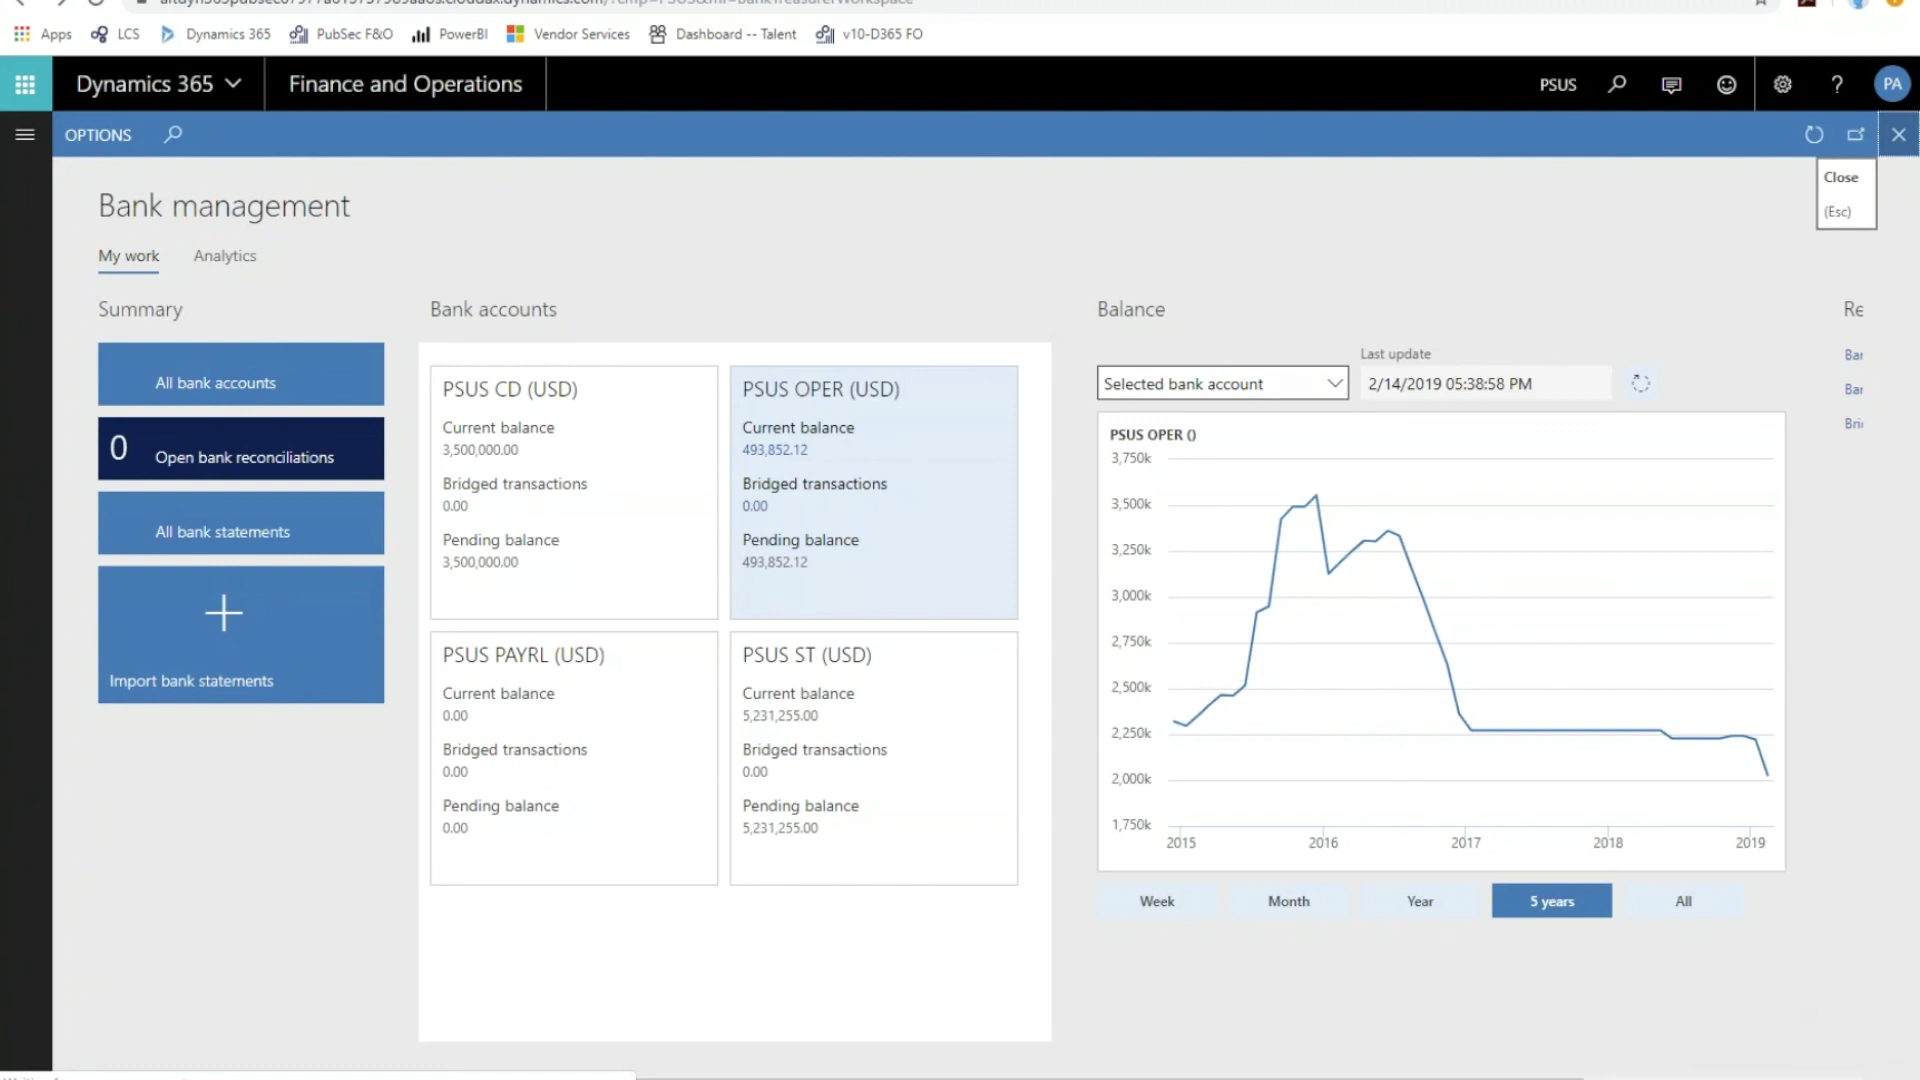 Apps
LCS
Dynamics 365
PubSec F&O
PowerBI
Vendor Services
Dashboard -- Talent
v10-D365 FO
Dynamics 365
Finance and Operations
PSUS
?
PA
OPTIONS
Close
(Esc)
Bank management
My work
Analytics
Summary
All bank accounts
0 Open bank reconciliations
All bank statements
Import bank statements
Bank accounts
PSUS CD (USD)
Current balance
3,500,000.00
Bridged transactions
0.00
Pending balance
3,500,000.00
PSUS OPER (USD)
Current balance
493,852.12
Bridged transactions
0.00
Pending balance
493,852.12
PSUS PAYRL (USD)
Current balance
0.00
Bridged transactions
0.00
Pending balance
0.00
PSUS ST (USD)
Current balance
5,231,255.00
Bridged transactions
0.00
Pending balance
5,231,255.00
Balance
Selected bank account
Last update
2/14/2019 05:38:58 PM
PSUS OPER ()
3,750k
3,500k
3,250k
3,000k
2,750k
2,500k
2,250k
2,000k
1,750k
2015 2016 2017 2018 2019
Week
Month
Year
5 years
All
Re
Bar
Bar
Bri